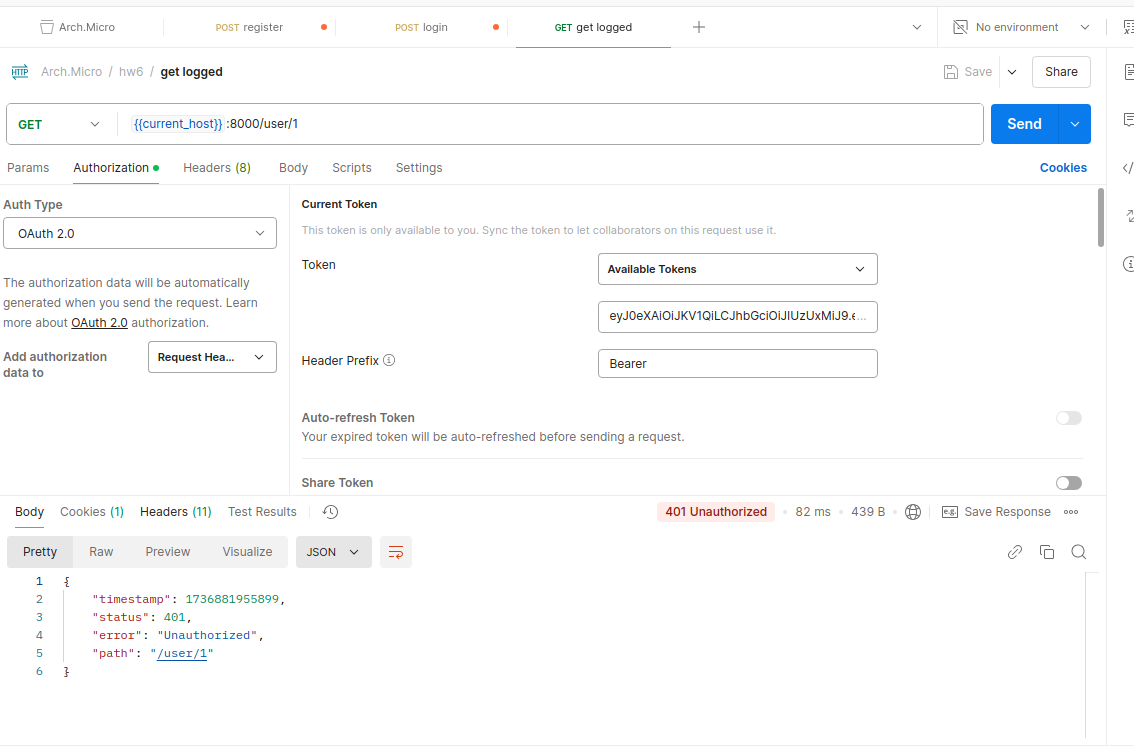 Arch.Micro
POST register
POST login
GET get logged
No environment
HTTP Arch.Micro / hw6 / get logged
Save
Share
GET
{{current_host}} :8000/user/1
Send
Params Authorization Headers (8) Body Scripts Settings
Cookies
Auth Type
OAuth 2.0
The authorization data will be automatically
generated when you send the request. Learn
more about OAuth 2.0 authorization.
Add authorization
data to
Request Hea...
Current Token
This token is only available to you. Sync the token to let collaborators on this request use it.
Token
Available Tokens
eyJ0eXAiOiJKV1QiLCJhbGciOiJIUzUxMiJ9.e...
Header Prefix
Bearer
Auto-refresh Token
Your expired token will be auto-refreshed before sending a request.
Share Token
Body Cookies (1) Headers (11) Test Results
401 Unauthorized
82 ms
439 B
e.g. Save Response
Pretty Raw Preview Visualize JSON
1 {
2 "timestamp": 1736881955899,
3 "status": 401,
4 "error": "Unauthorized",
5 "path": "/user/1"
6 }